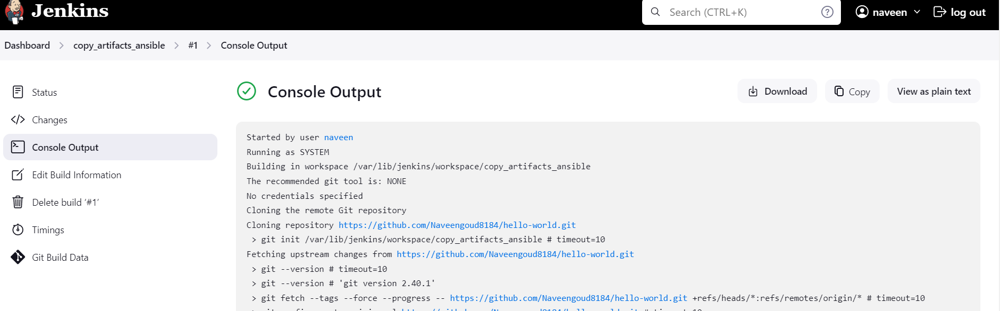 Jenkins
Search (CTRL+K)
naveen
log out
Dashboard
copy_artifacts_ansible
#1
Console Output
Status
Changes
Console Output
Edit Build Information
Delete build ‘#1’
Timings
Git Build Data
Console Output
Download
Copy
View as plain text
Started by user naveen
Running as SYSTEM
Building in workspace /var/lib/jenkins/workspace/copy_artifacts_ansible
The recommended git tool is: NONE
No credentials specified
Cloning the remote Git repository
Cloning repository https://github.com/Naveengoud8184/hello-world.git
> git init /var/lib/jenkins/workspace/copy_artifacts_ansible # timeout=10
Fetching upstream changes from https://github.com/Naveengoud8184/hello-world.git
> git --version # timeout=10
> git --version # 'git version 2.40.1'
> git fetch --tags --force --progress -- https://github.com/Naveengoud8184/hello-world.git +refs/heads/*:refs/remotes/origin/* # timeout=10